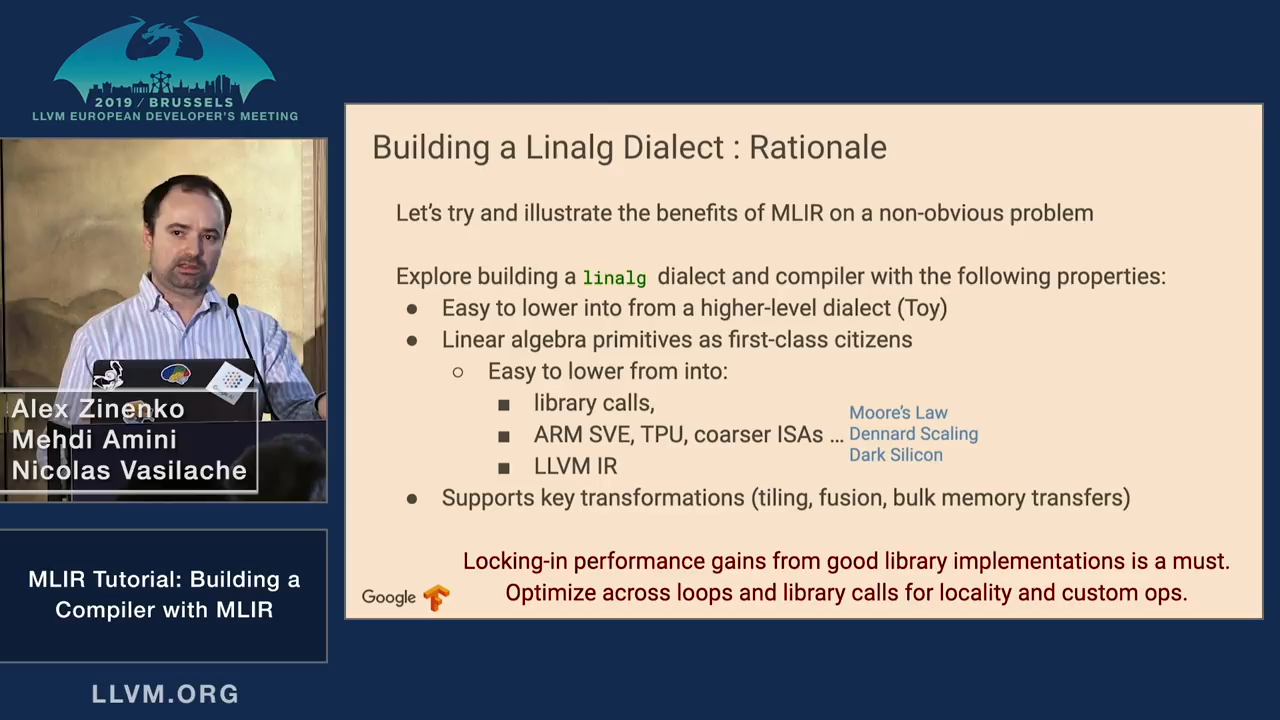 2019 / BRUSSELS
LLVM EUROPEAN DEVELOPER'S MEETING
Alex Zinenko
Mehdi Amini
Nicolas Vasilache
MLIR Tutorial: Building a
Compiler with MLIR
LLVM.ORG
Building a Linalg Dialect : Rationale
Let's try and illustrate the benefits of MLIR on a non-obvious problem
Explore building a linalg dialect and compiler with the following properties:
● Easy to lower into from a higher-level dialect (Toy)
● Linear algebra primitives as first-class citizens
○ Easy to lower from into:
■ library calls,
■ ARM SVE, TPU, coarser ISAs ...
■ LLVM IR
Moore's Law
Dennard Scaling
Dark Silicon
● Supports key transformations (tiling, fusion, bulk memory transfers)
Locking-in performance gains from good library implementations is a must.
Optimize across loops and library calls for locality and custom ops.
Google